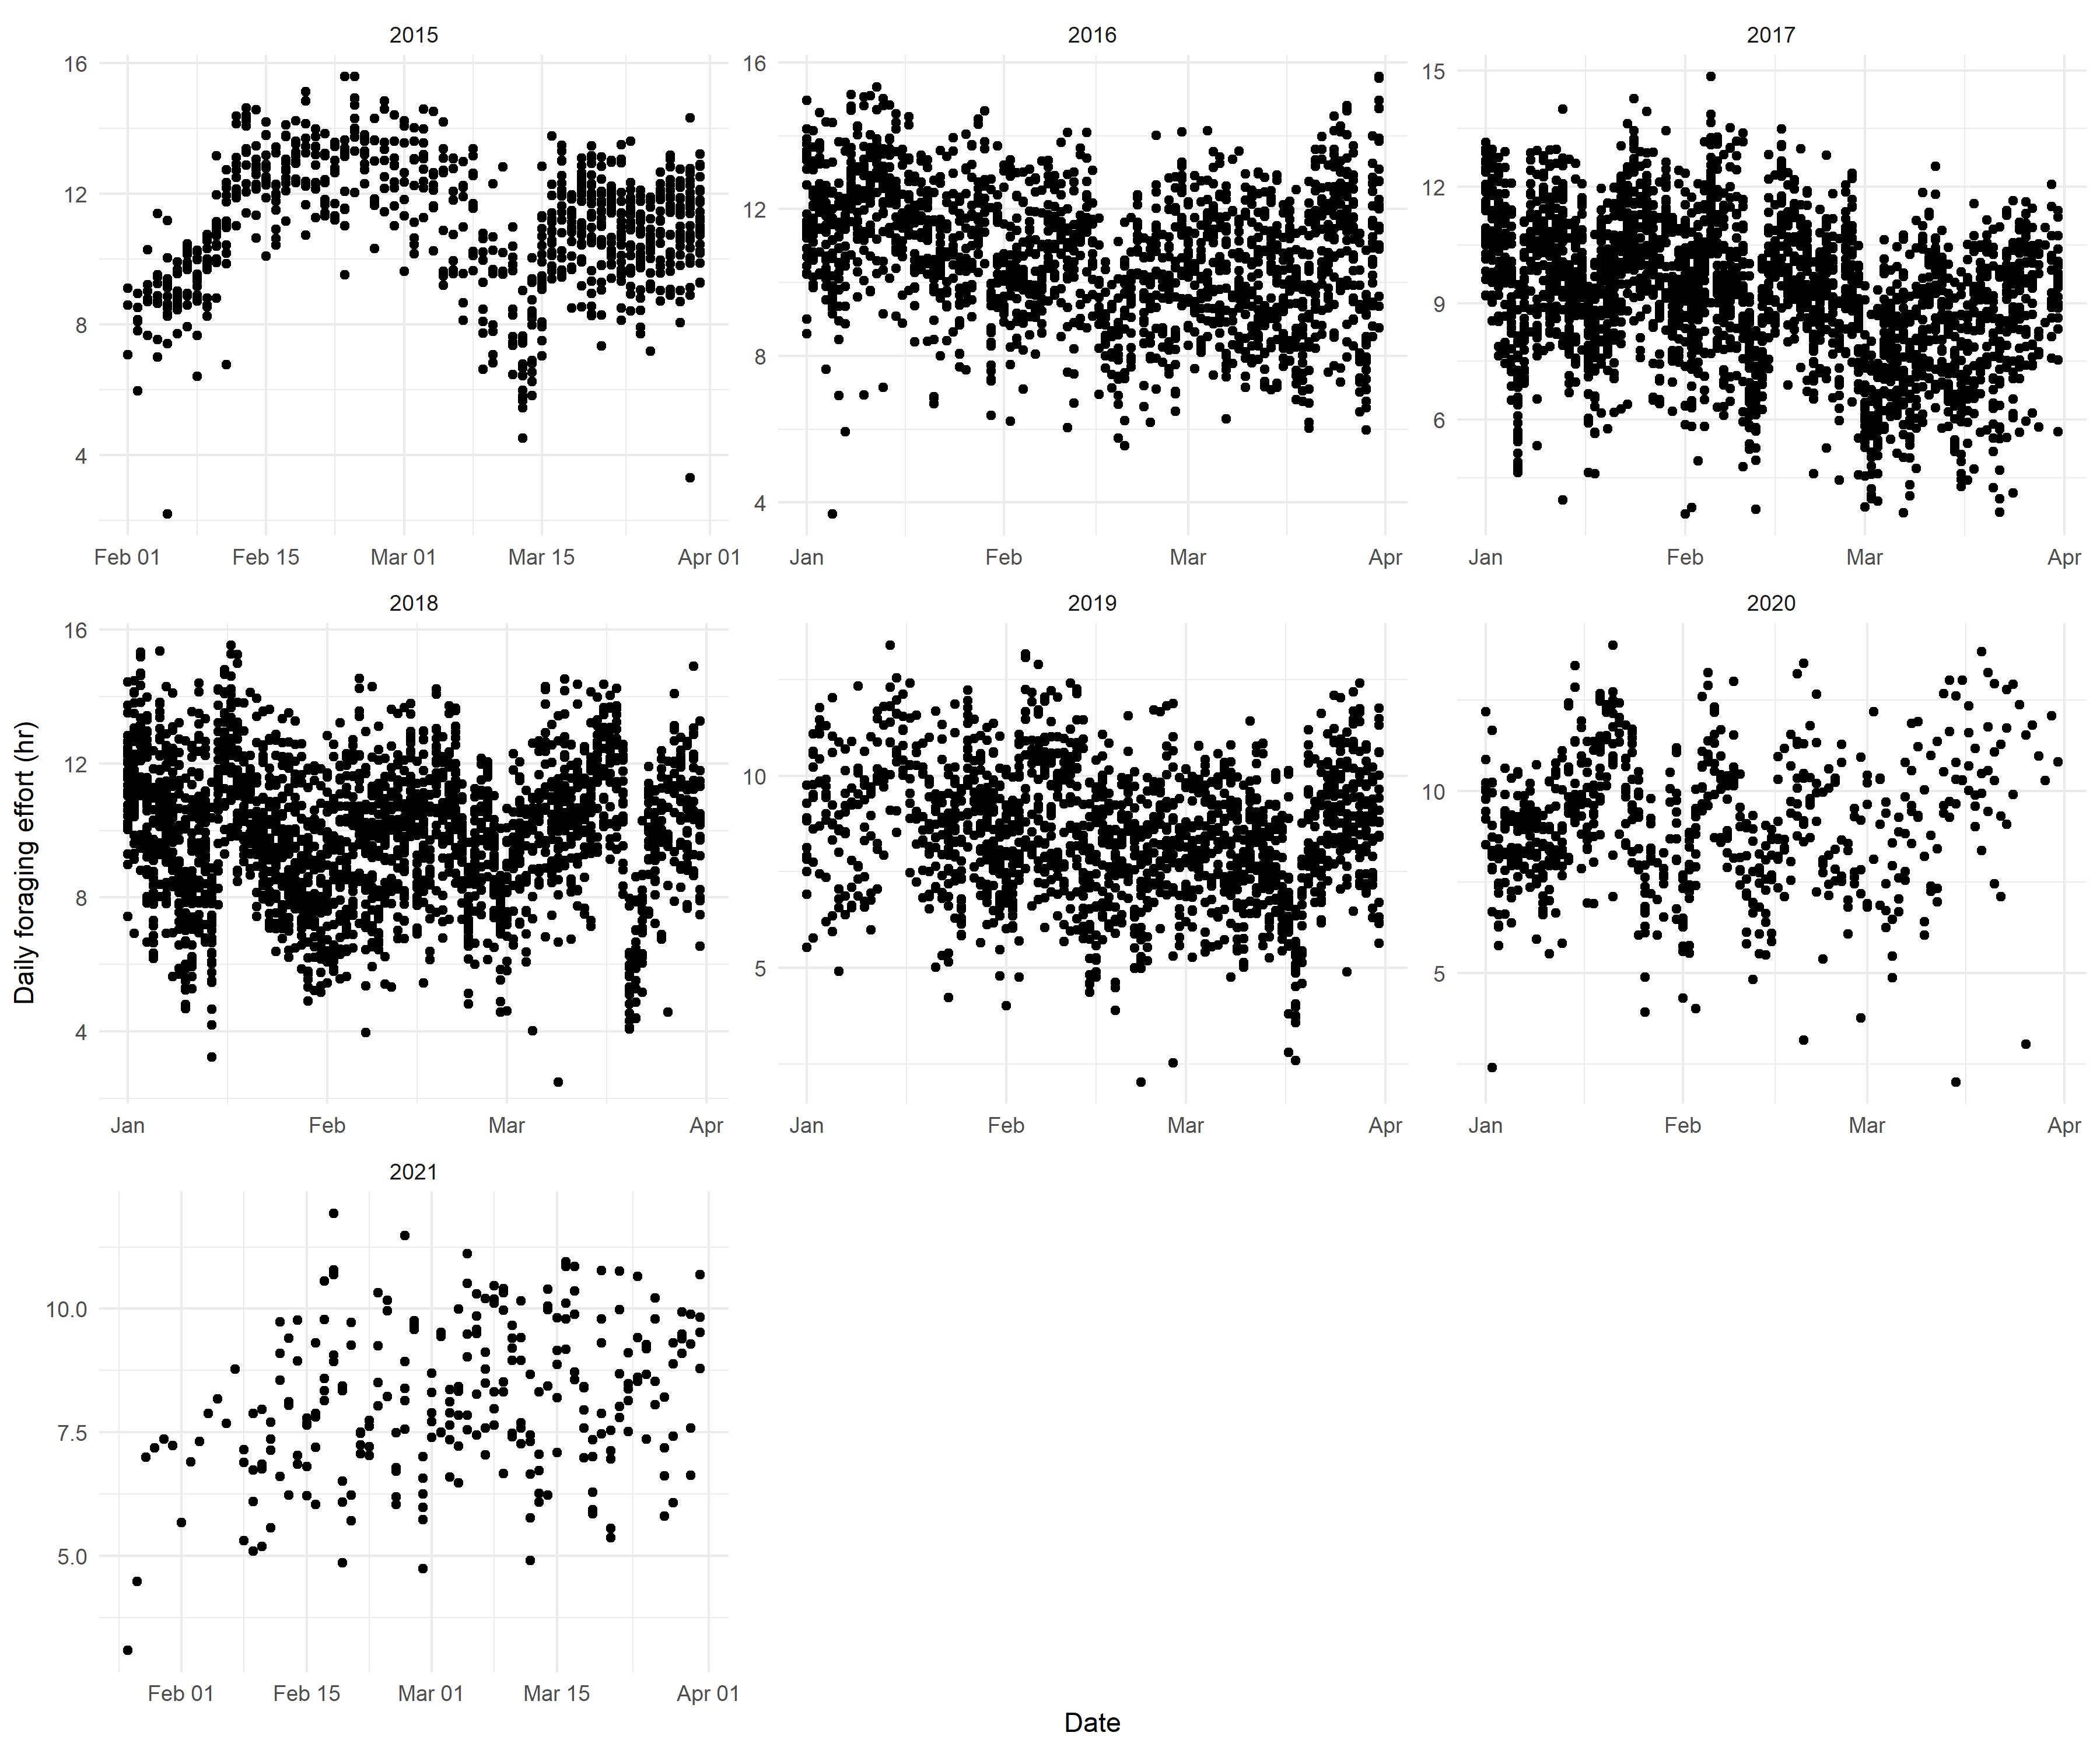 2015
2016
2017
16
12
8
4
Feb 01
Feb 15
Mar 01
Mar 15
Apr 01
16
12
8
4
Jan
Feb
Mar
Apr
15
12
9
6
Jan
Feb
Mar
Apr
2018
2019
2020
16
12
8
4
Jan
Feb
Mar
Apr
10
5
Jan
Feb
Mar
Apr
10
5
Jan
Feb
Mar
Apr
2021
10.0
7.5
5.0
Feb 01
Feb 15
Mar 01
Mar 15
Apr 01
Daily foraging effort (hr)
Date